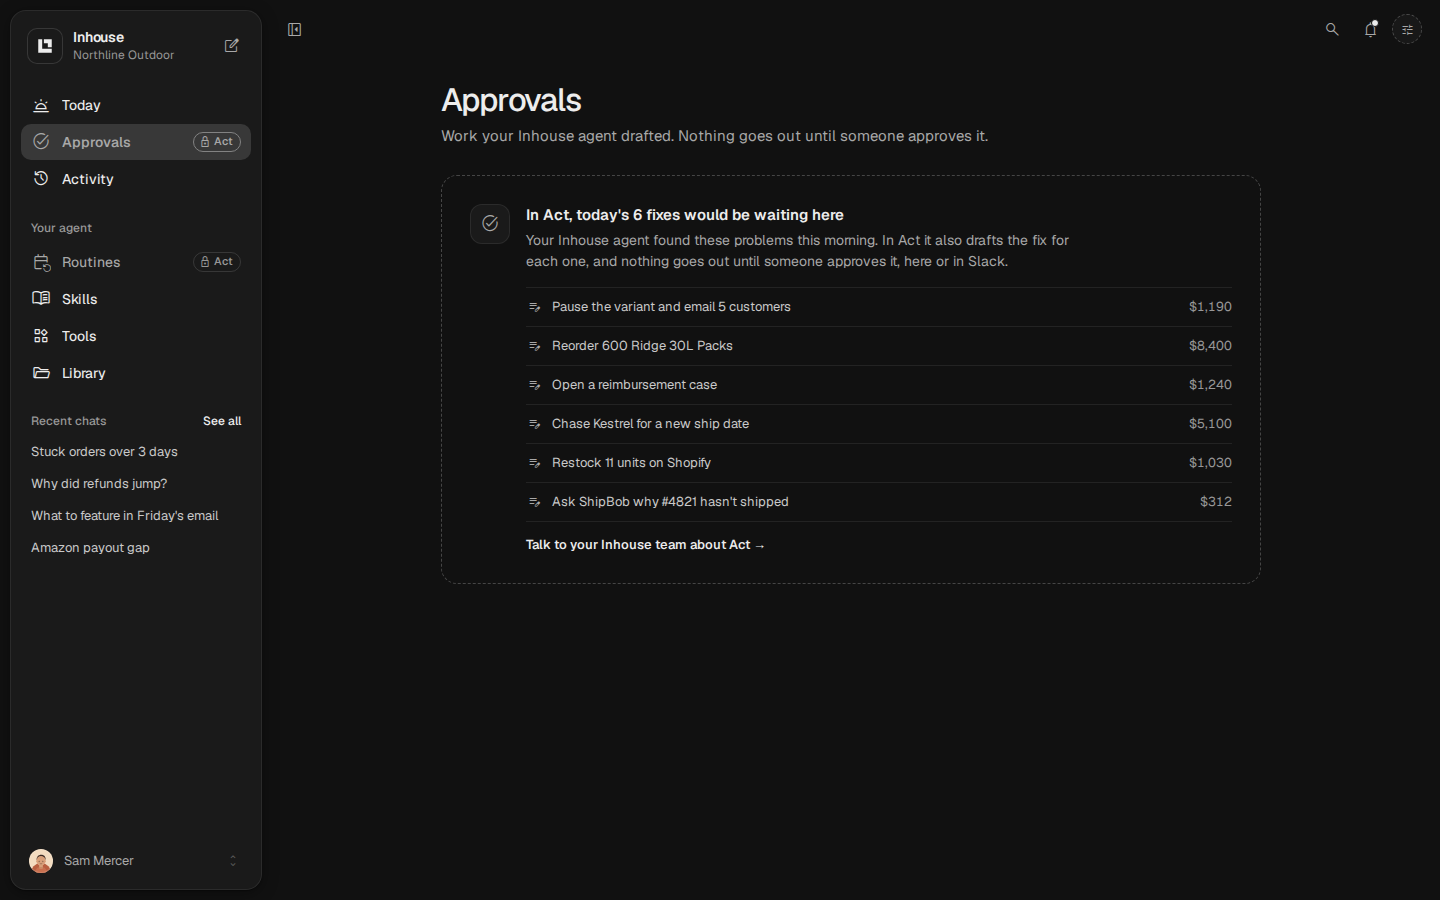 Inhouse
Northline Outdoor
Today
Approvals
Act
Activity
Your agent
Routines
Act
Skills
Tools
Library
Recent chats
See all
Stuck orders over 3 days
Why did refunds jump?
What to feature in Friday's email
Amazon payout gap
Sam Mercer
Approvals
Work your Inhouse agent drafted. Nothing goes out until someone approves it.
In Act, today's 6 fixes would be waiting here
Your Inhouse agent found these problems this morning. In Act it also drafts the fix for
each one, and nothing goes out until someone approves it, here or in Slack.
Pause the variant and email 5 customers $1,190
Reorder 600 Ridge 30L Packs $8,400
Open a reimbursement case $1,240
Chase Kestrel for a new ship date $5,100
Restock 11 units on Shopify $1,030
Ask ShipBob why #4821 hasn't shipped $312
Talk to your Inhouse team about Act →